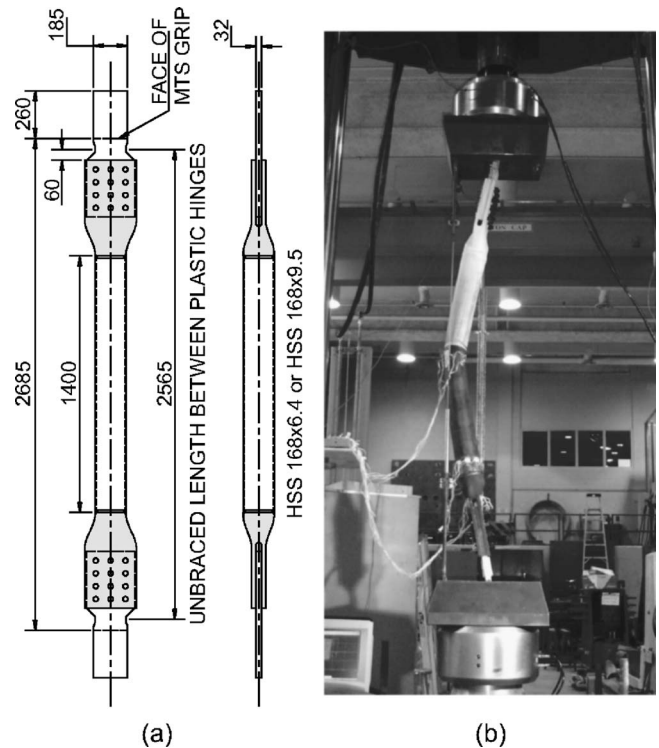 185
32
FACE OF
MTS GRIP
260
60
2685
1400
2565
UNBRACED LENGTH BETWEEN PLASTIC HINGES
HSS 168x6.4 or HSS 168x9.5
(a)
(b)